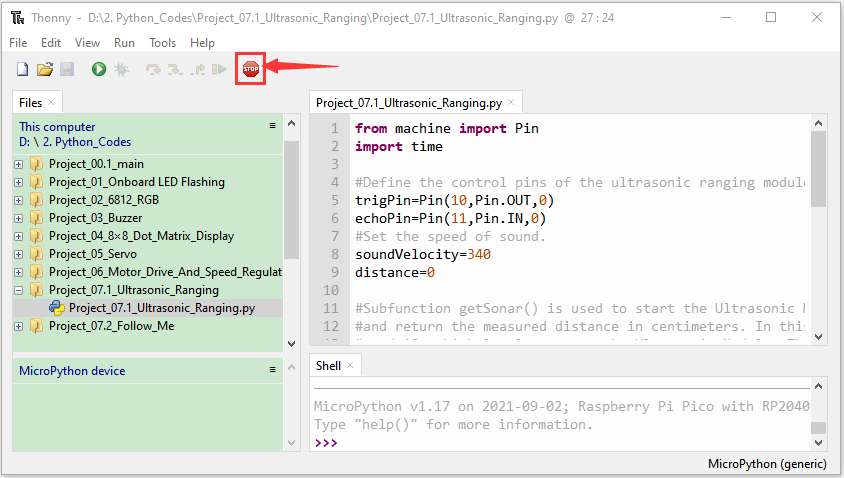 Thonny - D:\2. Python_Codes\Project_07.1_Ultrasonic_Ranging\Project_07.1_Ultrasonic_Ranging.py @ 27 : 24
File Edit View Run Tools Help
STOP
Files
This computer
D: \ 2. Python_Codes
Project_00.1_main
Project_01_Onboard LED Flashing
Project_02_6812_RGB
Project_03_Buzzer
Project_04_8×8_Dot_Matrix_Display
Project_05_Servo
Project_06_Motor_Drive_And_Speed_Regulat
Project_07.1_Ultrasonic_Ranging
Project_07.1_Ultrasonic_Ranging.py
Project_07.2_Follow_Me
MicroPython device
Project_07.1_Ultrasonic_Ranging.py
1 from machine import Pin
2 import time
3
4 #Define the control pins of the ultrasonic ranging module
5 trigPin=Pin(10,Pin.OUT,0)
6 echoPin=Pin(11,Pin.IN,0)
7 #Set the speed of sound.
8 soundVelocity=340
9 distance=0
10
11 #Subfunction getSonar() is used to start the Ultrasonic
12 #and return the measured distance in centimeters. In this
Shell
MicroPython v1.17 on 2021-09-02; Raspberry Pi Pico with RP2040
Type "help()" for more information.
>>>
MicroPython (generic)